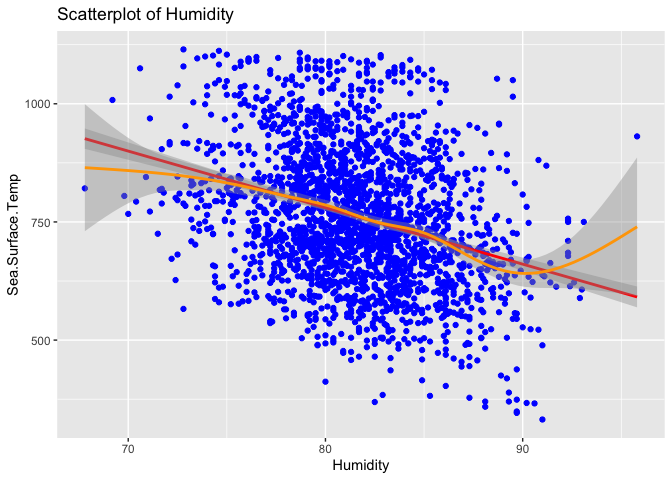 Scatterplot of Humidity
Sea.Surface.Temp
1000
750
500
70 80 90
Humidity